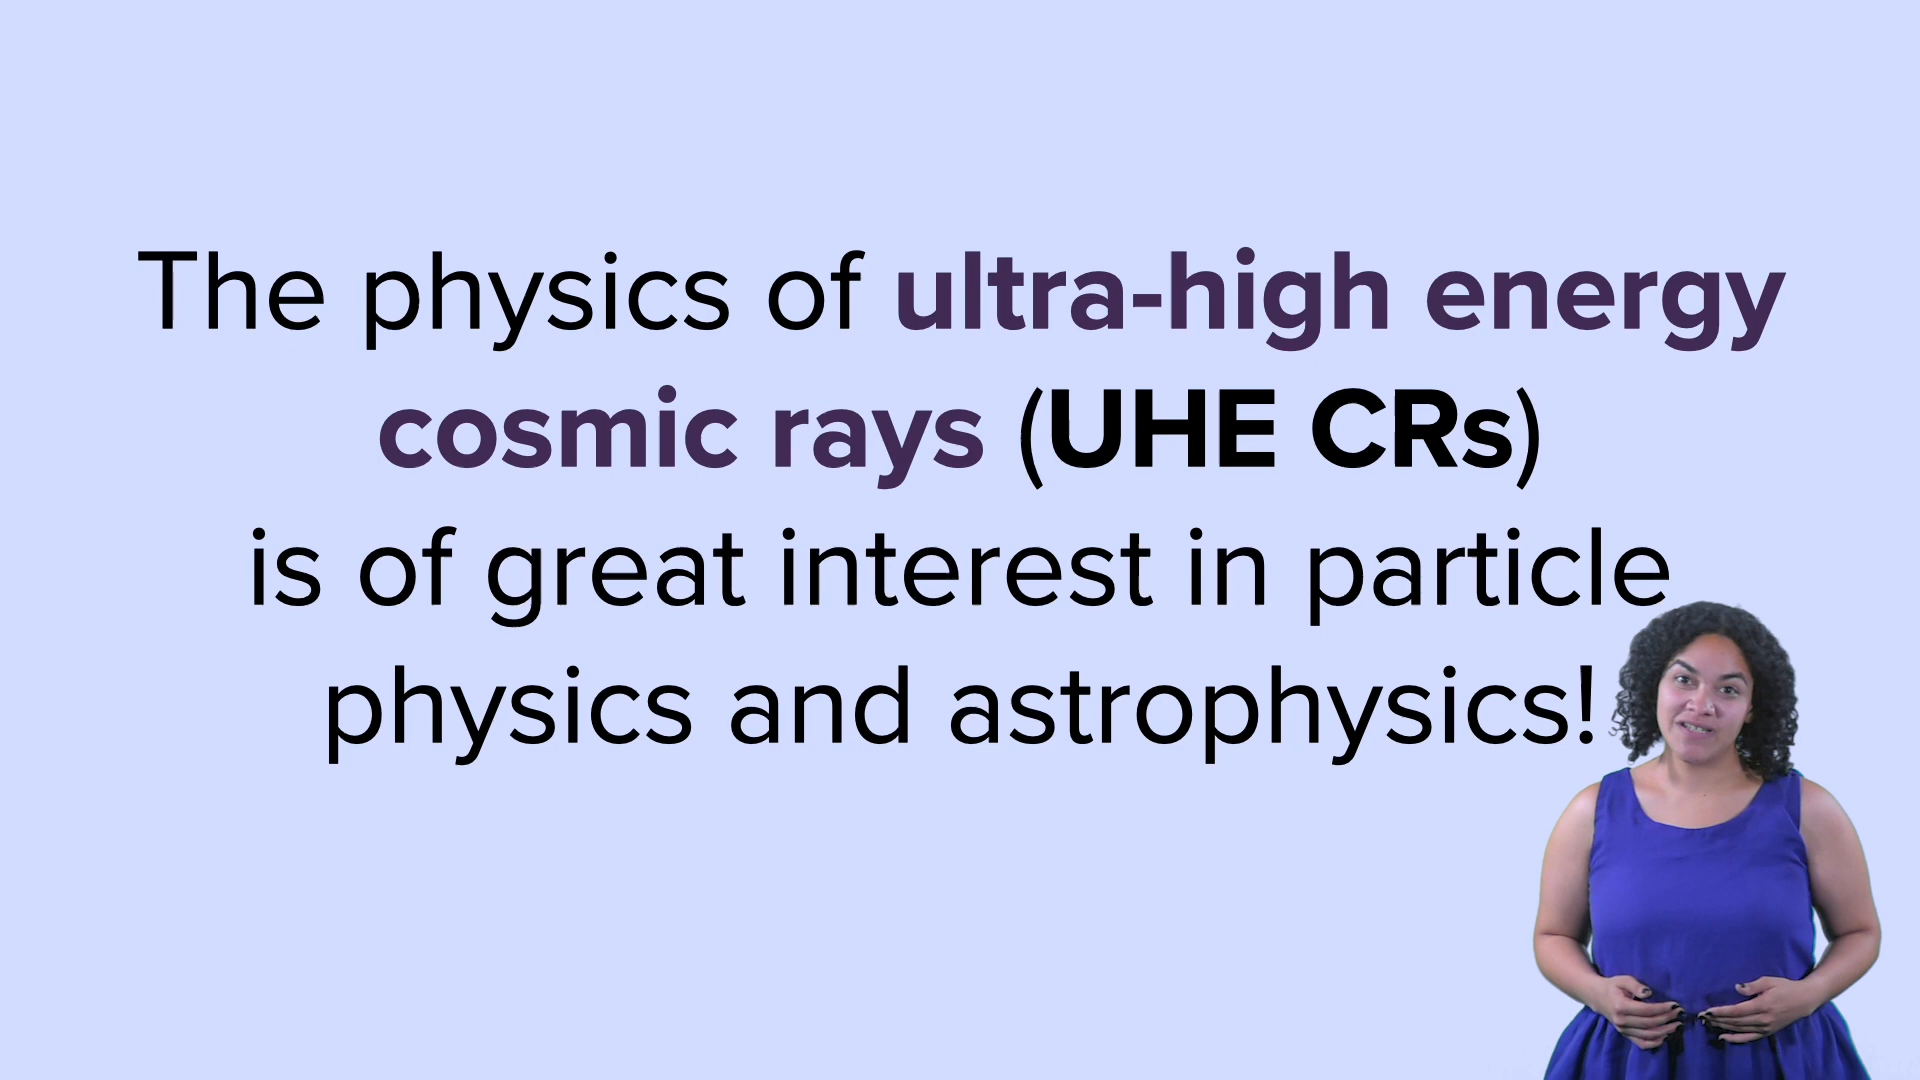 The physics of ultra-high energy
cosmic rays (UHE CRs)
is of great interest in particle
physics and astrophysics!